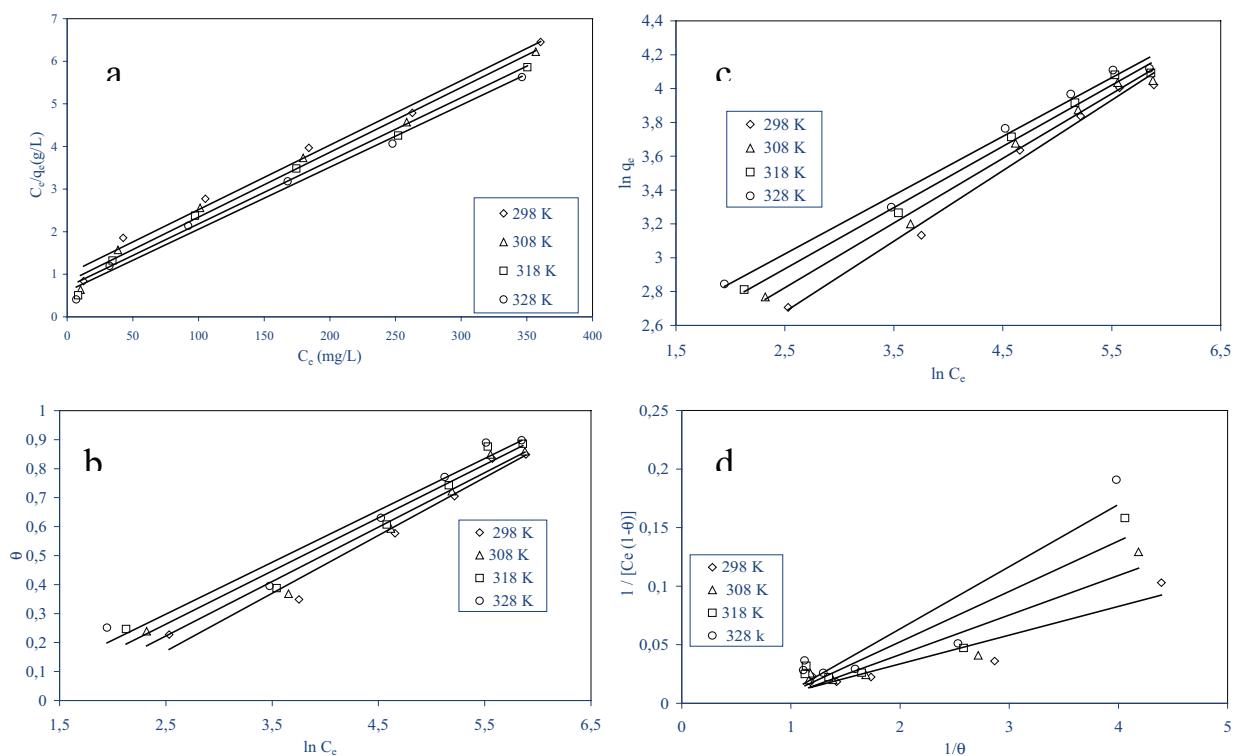 a
7
6
5
4
3
2
1
0
Ce/qe(g/L)
0
50
100
150
200
250
300
350
400
Ce (mg/L)
298 K
308 K
318 K
328 K
c
4,4
4,2
4
3,8
3,6
3,4
3,2
3
2,8
2,6
ln qe
1,5
2,5
3,5
4,5
5,5
6,5
ln Ce
298 K
308 K
318 K
328 K
b
1
0,9
0,8
0,7
0,6
0,5
0,4
0,3
0,2
0,1
0
θ
1,5
2,5
3,5
4,5
5,5
6,5
ln Ce
298 K
308 K
318 K
328 K
d
0,25
0,2
0,15
0,1
0,05
0
1 / [Ce (1-θ)]
0
1
2
3
4
5
1/θ
298 K
308 K
318 K
328 k